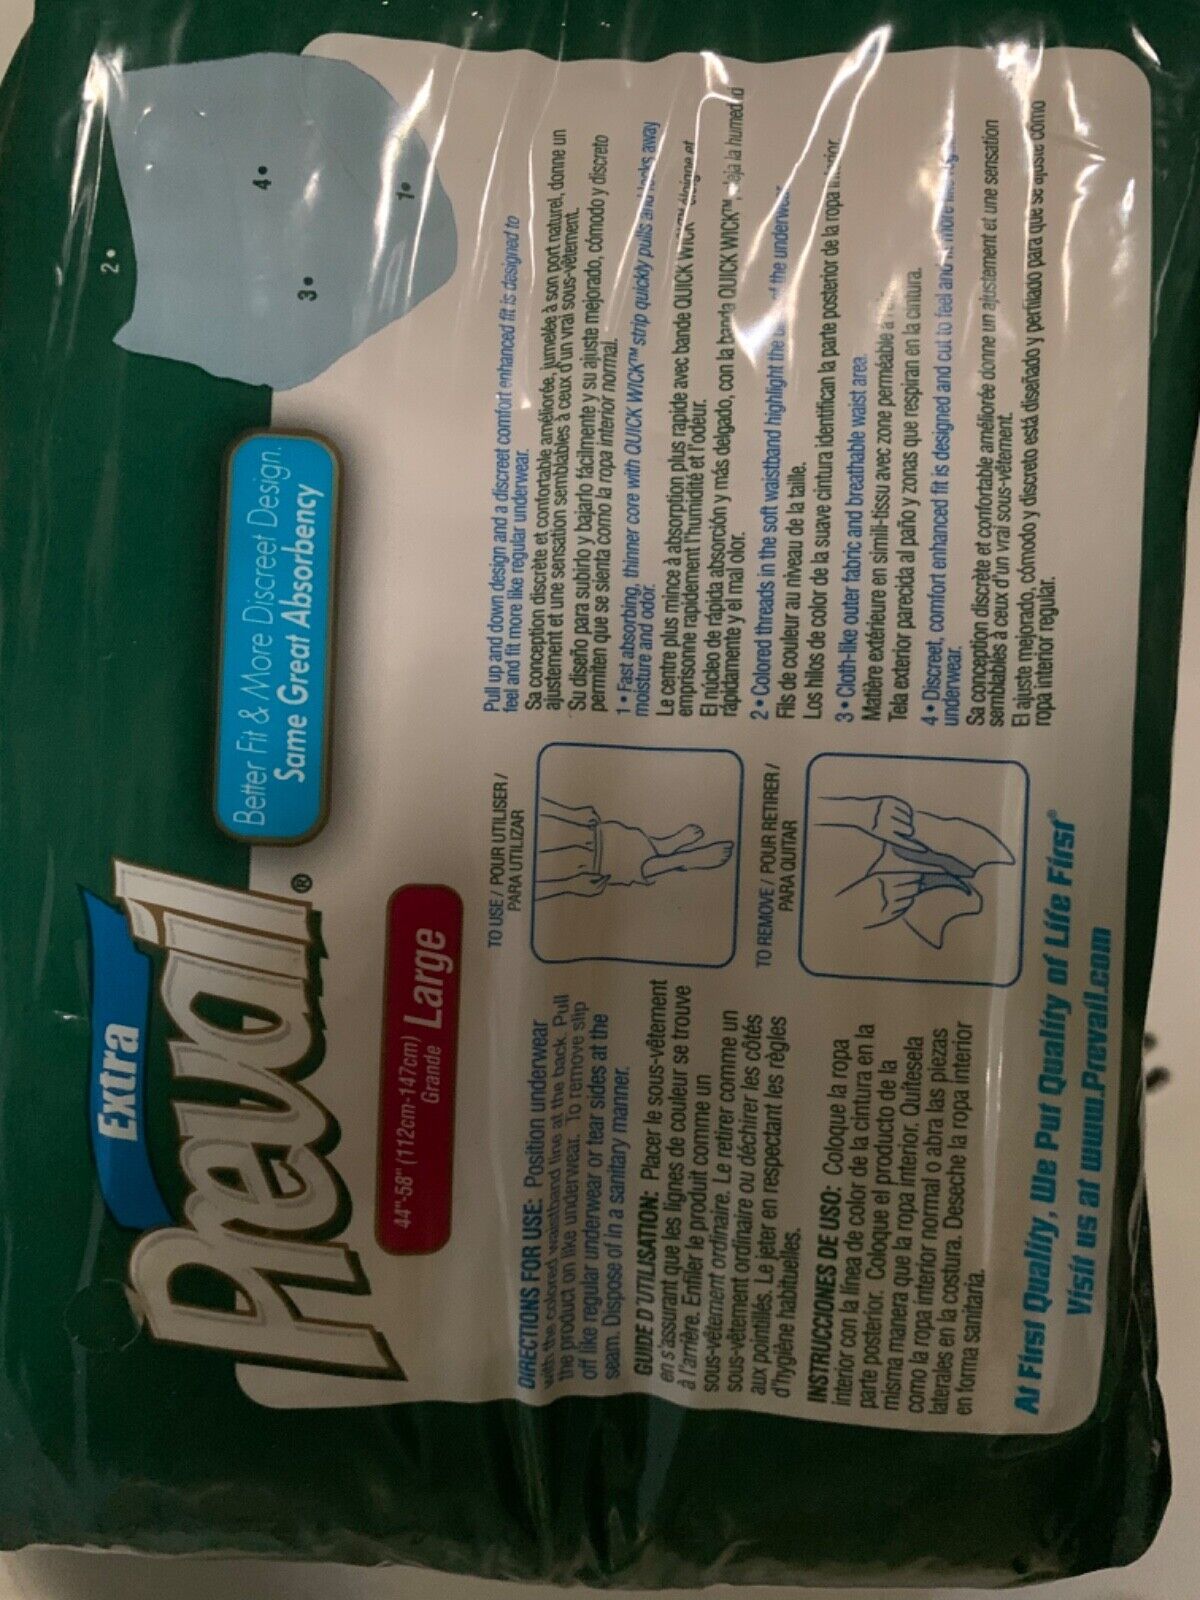 Extra
Prevail®
Better Fit & More Discreet Design.
Same Great Absorbency
44"-58" (112cm-147cm) Large
Grande
DIRECTIONS FOR USE: Position underwear
with the colored waistband line at the back. Pull
the product on like underwear. To remove slip
off like regular underwear or tear sides at the
seam. Dispose of in a sanitary manner.
GUIDE D'UTILISATION: Placer le sous-vêtement
en s'assurant que les lignes de couleur se trouve
à l'arrière. Enfiler le produit comme un
sous-vêtement ordinaire. Le retirer comme un
sous-vêtement ordinaire ou déchirer les côtés
aux pointillés. Le jeter en respectant les règles
d'hygiène habituelles.
INSTRUCCIONES DE USO: Coloque la ropa
interior con la línea de color de la cintura en la
parte posterior. Coloque el producto de la
misma manera que la ropa interior. Quítesela
como la ropa interior normal o abra las piezas
laterales en la costura. Deseche la ropa interior
en forma sanitaria.
TO USE / POUR UTILISER /
PARA UTILIZAR
TO REMOVE / POUR RETIRER /
PARA QUITAR
Pull up and down design and a discreet comfort enhanced fit is designed to
feel and fit more like regular underwear.
Sa conception discrète et confortable améliorée, jumelée à son port naturel, donne un
ajustement et une sensation semblables à ceux d'un vrai sous-vêtement.
Su diseño para subirlo y bajarlo fácilmente y su ajuste mejorado, cómodo y discreto
permiten que se sienta como la ropa interior normal.
1 • Fast absorbing, thinner core with QUICK WICK™ strip quickly pulls and locks away
moisture and odor.
Le centre plus mince à absorption plus rapide avec bande QUICK WICK™ éloigne et
emprisonne rapidement l'humidité et l'odeur.
El núcleo de rápida absorción y más delgado, con la banda QUICK WICK™, aleja la humedad
rápidamente y el mal olor.
2 • Colored threads in the soft waistband highlight the of the underwear.
Fils de couleur au niveau de la taille.
Los hilos de color de la suave cintura identifican la parte posterior de la ropa interior.
3 • Cloth-like outer fabric and breathable waist area.
Matière extérieure en simili-tissu avec zone perméable à
Tela exterior parecida al paño y zonas que respiran en la cintura.
4 • Discreet, comfort enhanced fit is designed and cut to feel and fit more like regular
underwear.
Sa conception discrète et confortable améliorée donne un ajustement et une sensation
semblables à ceux d'un vrai sous-vêtement.
El ajuste mejorado, cómodo y discreto está diseñado y perfilado para que se ajuste como
ropa interior regular.
2•
4•
3•
1•
At First Quality, We Put Quality of Life First®
Visit us at www.Prevail.com